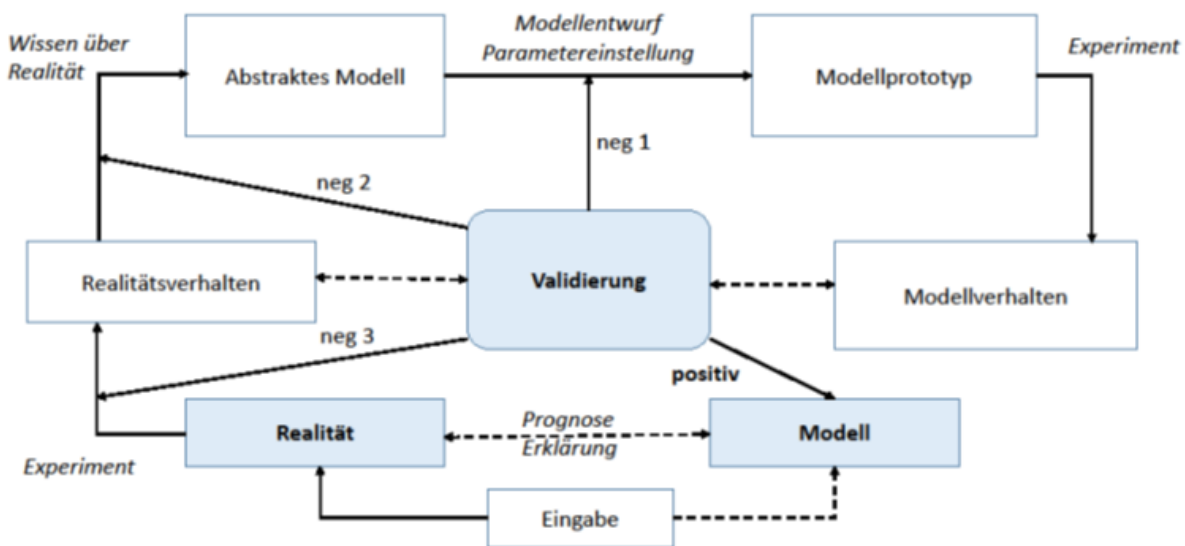 Wissen über
Realität
Abstraktes Modell
Modellentwurf
Parametereinstellung
Modellprototyp
Experiment
neg 1
neg 2
Realitätsverhalten
Validierung
Modellverhalten
neg 3
positiv
Realität
Prognose
Erklärung
Modell
Experiment
Eingabe